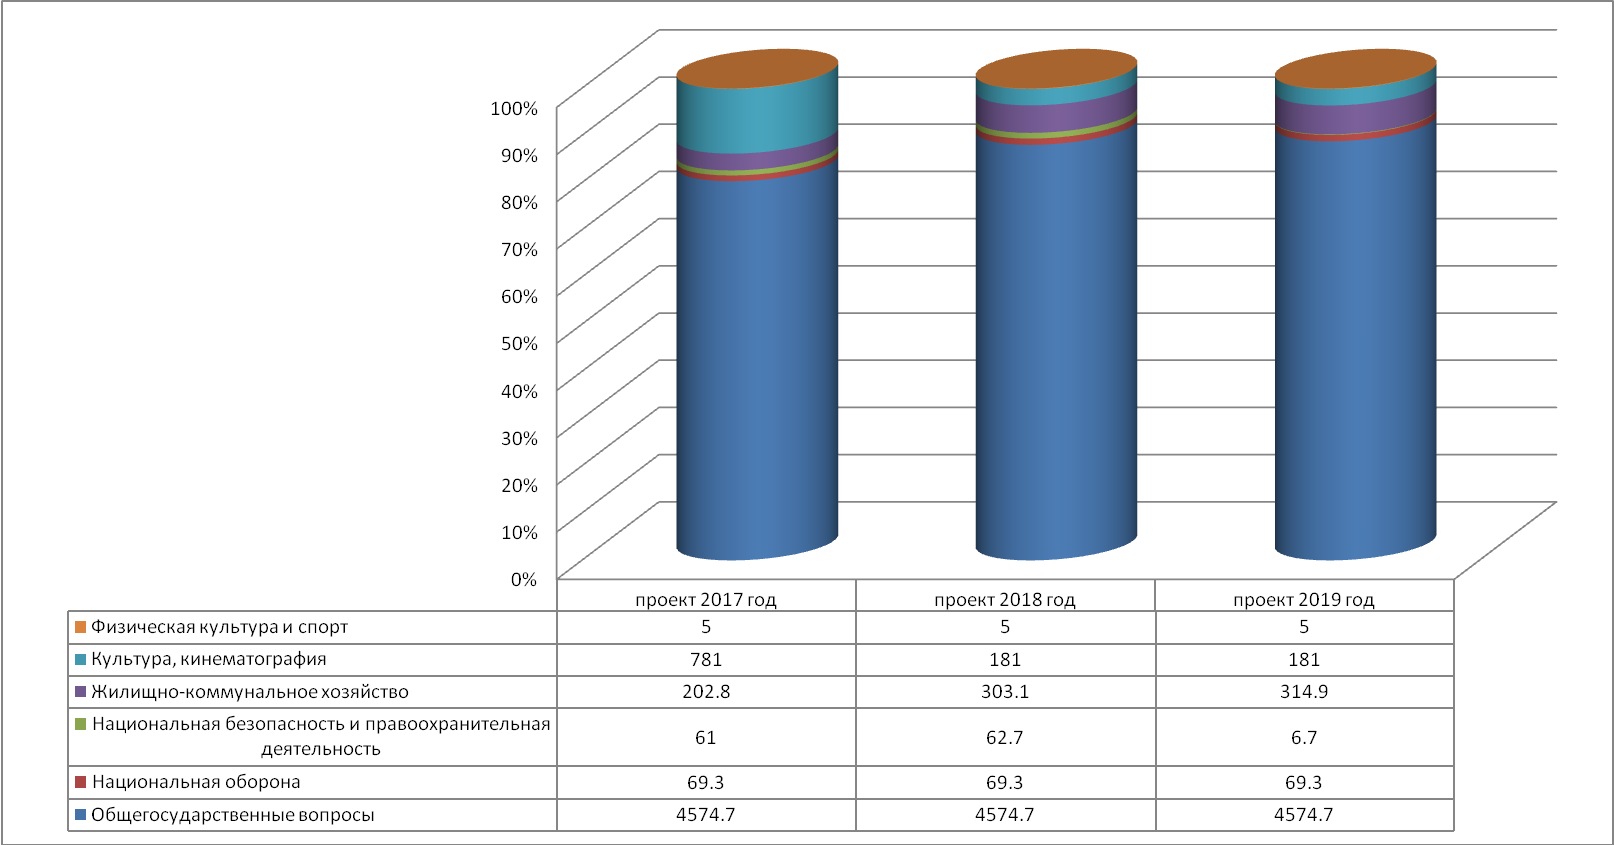 100%
90%
80%
70%
60%
50%
40%
30%
20%
10%
0%
проект 2017 год проект 2018 год проект 2019 год
Физическая культура и спорт 5 5 5
Культура, кинематография 781 181 181
Жилищно-коммунальное хозяйство 202.8 303.1 314.9
Национальная безопасность и правоохранительная
деятельность 61 62.7 6.7
Национальная оборона 69.3 69.3 69.3
Общегосударственные вопросы 4574.7 4574.7 4574.7